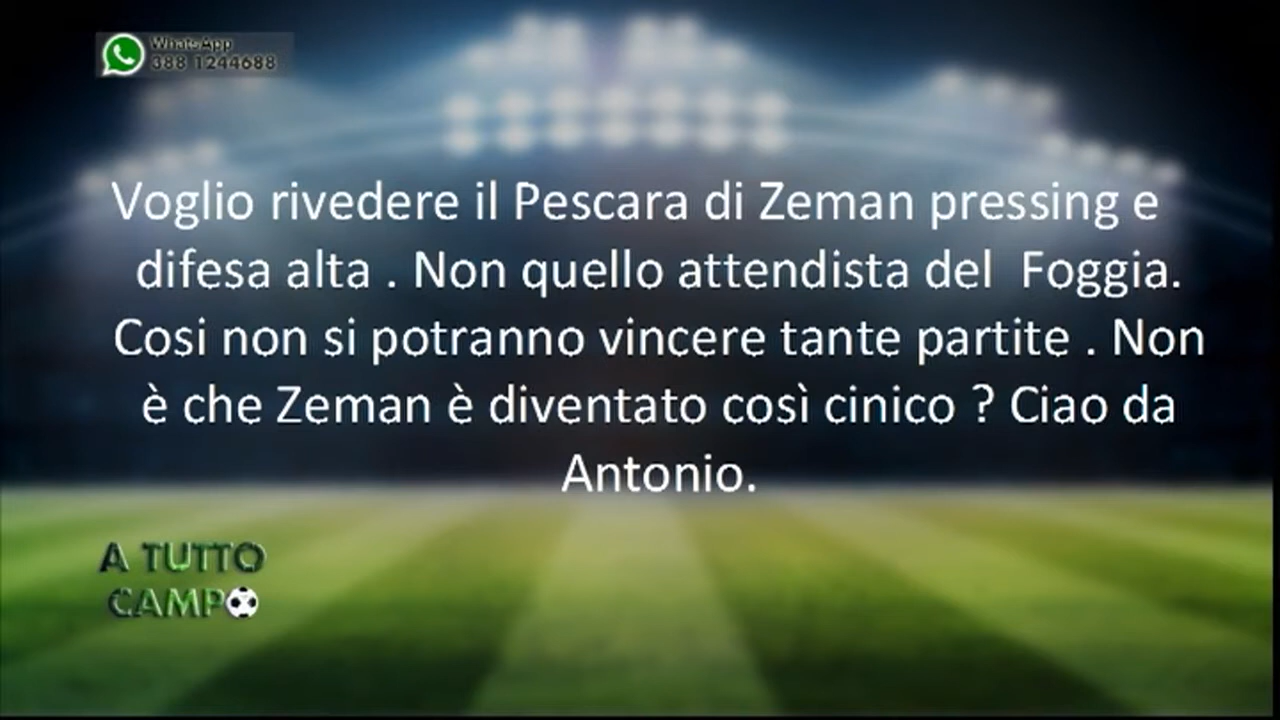 WhatsApp
388 1244688
Voglio rivedere il Pescara di Zeman pressing e
difesa alta . Non quello attendista del Foggia.
Cosi non si potranno vincere tante partite . Non
è che Zeman è diventato così cinico ? Ciao da
Antonio.
A TUTTO
CAMPO